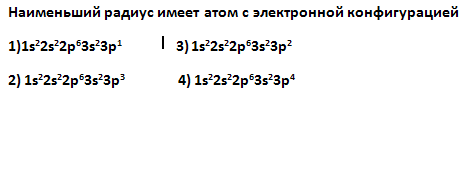 Наименьший радиус имеет атом с электронной конфигурацией
1)1s²2s²2p⁶3s²3p¹ 3) 1s²2s²2p⁶3s²3p²
2) 1s²2s²2p⁶3s²3p³ 4) 1s²2s²2p⁶3s²3p⁴